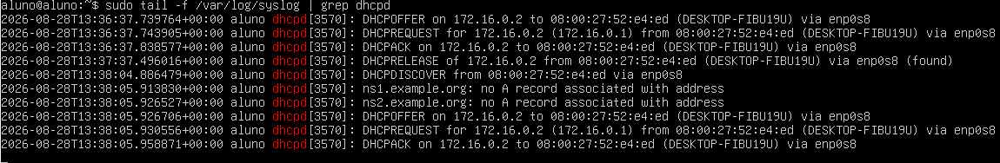 aluno@aluno:~$ sudo tail -f /var/log/syslog | grep dhcpd
2026-08-28T13:36:37.739764+00:00 aluno dhcpd[3570]: DHCPOFFER on 172.16.0.2 to 08:00:27:52:e4:ed (DESKTOP-FIBU19U) via enp0s8
2026-08-28T13:36:37.743905+00:00 aluno dhcpd[3570]: DHCPREQUEST for 172.16.0.2 (172.16.0.1) from 08:00:27:52:e4:ed (DESKTOP-FIBU19U) via enp0s8
2026-08-28T13:36:37.838577+00:00 aluno dhcpd[3570]: DHCPACK on 172.16.0.2 to 08:00:27:52:e4:ed (DESKTOP-FIBU19U) via enp0s8
2026-08-28T13:37:37.496016+00:00 aluno dhcpd[3570]: DHCPRELEASE of 172.16.0.2 from 08:00:27:52:e4:ed (DESKTOP-FIBU19U) via enp0s8 (found)
2026-08-28T13:38:04.886479+00:00 aluno dhcpd[3570]: DHCPDISCOVER from 08:00:27:52:e4:ed via enp0s8
2026-08-28T13:38:05.913830+00:00 aluno dhcpd[3570]: ns1.example.org: no A record associated with address
2026-08-28T13:38:05.926527+00:00 aluno dhcpd[3570]: ns2.example.org: no A record associated with address
2026-08-28T13:38:05.926706+00:00 aluno dhcpd[3570]: DHCPOFFER on 172.16.0.2 to 08:00:27:52:e4:ed (DESKTOP-FIBU19U) via enp0s8
2026-08-28T13:38:05.930556+00:00 aluno dhcpd[3570]: DHCPREQUEST for 172.16.0.2 (172.16.0.1) from 08:00:27:52:e4:ed (DESKTOP-FIBU19U) via enp0s8
2026-08-28T13:38:05.958871+00:00 aluno dhcpd[3570]: DHCPACK on 172.16.0.2 to 08:00:27:52:e4:ed (DESKTOP-FIBU19U) via enp0s8